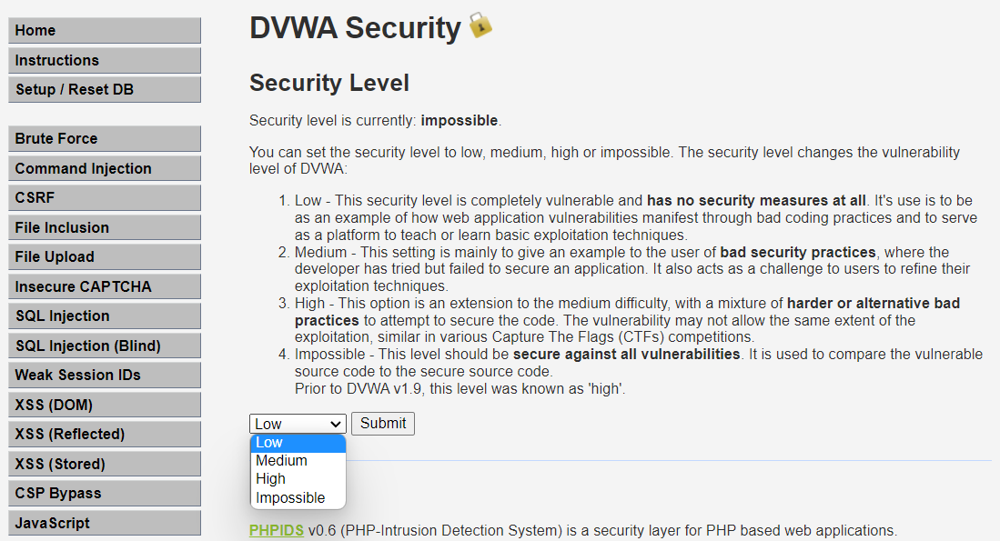 Home
Instructions
Setup / Reset DB
Brute Force
Command Injection
CSRF
File Inclusion
File Upload
Insecure CAPTCHA
SQL Injection
SQL Injection (Blind)
Weak Session IDs
XSS (DOM)
XSS (Reflected)
XSS (Stored)
CSP Bypass
JavaScript
DVWA Security
Security Level
Security level is currently: impossible.
You can set the security level to low, medium, high or impossible. The security level changes the vulnerability
level of DVWA:
1. Low - This security level is completely vulnerable and has no security measures at all. It's use is to be
as an example of how web application vulnerabilities manifest through bad coding practices and to serve
as a platform to teach or learn basic exploitation techniques.
2. Medium - This setting is mainly to give an example to the user of bad security practices, where the
developer has tried but failed to secure an application. It also acts as a challenge to users to refine their
exploitation techniques.
3. High - This option is an extension to the medium difficulty, with a mixture of harder or alternative bad
practices to attempt to secure the code. The vulnerability may not allow the same extent of the
exploitation, similar in various Capture The Flags (CTFs) competitions.
4. Impossible - This level should be secure against all vulnerabilities. It is used to compare the vulnerable
source code to the secure source code.
Prior to DVWA v1.9, this level was known as 'high'.
Low Submit
Low
Medium
High
Impossible
PHPIDS v0.6 (PHP-Intrusion Detection System) is a security layer for PHP based web applications.